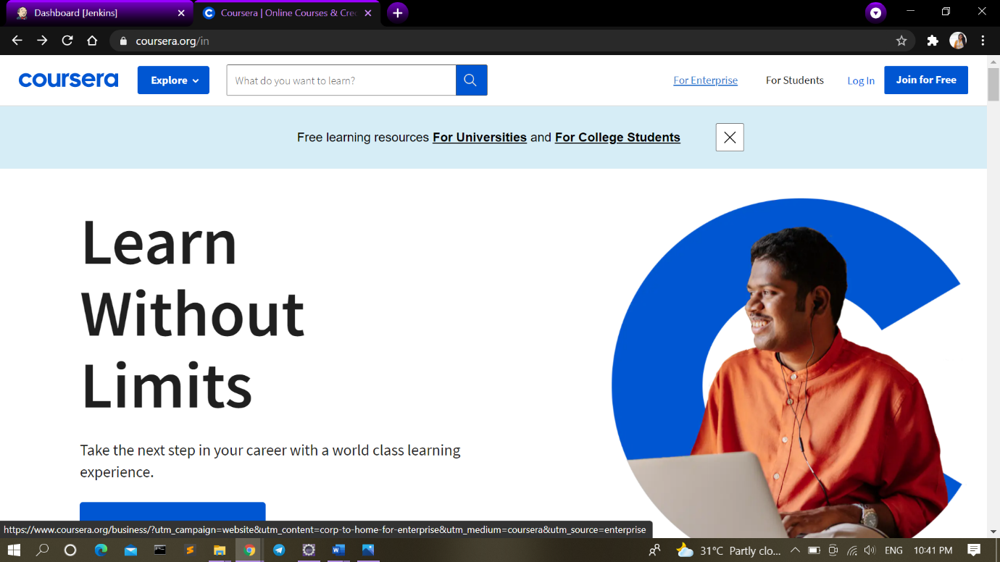 Dashboard [Jenkins]
Coursera | Online Courses & Cre
coursera.org/in
coursera
Explore
What do you want to learn?
For Enterprise
For Students
Log In
Join for Free
Free learning resources For Universities and For College Students
Learn
Without
Limits
Take the next step in your career with a world class learning
experience.
https://www.coursera.org/business/?utm_campaign=website&utm_content=corp-to-home-for-enterprise&utm_medium=coursera&utm_source=enterprise
31°C Partly clo...
ENG
10:41 PM